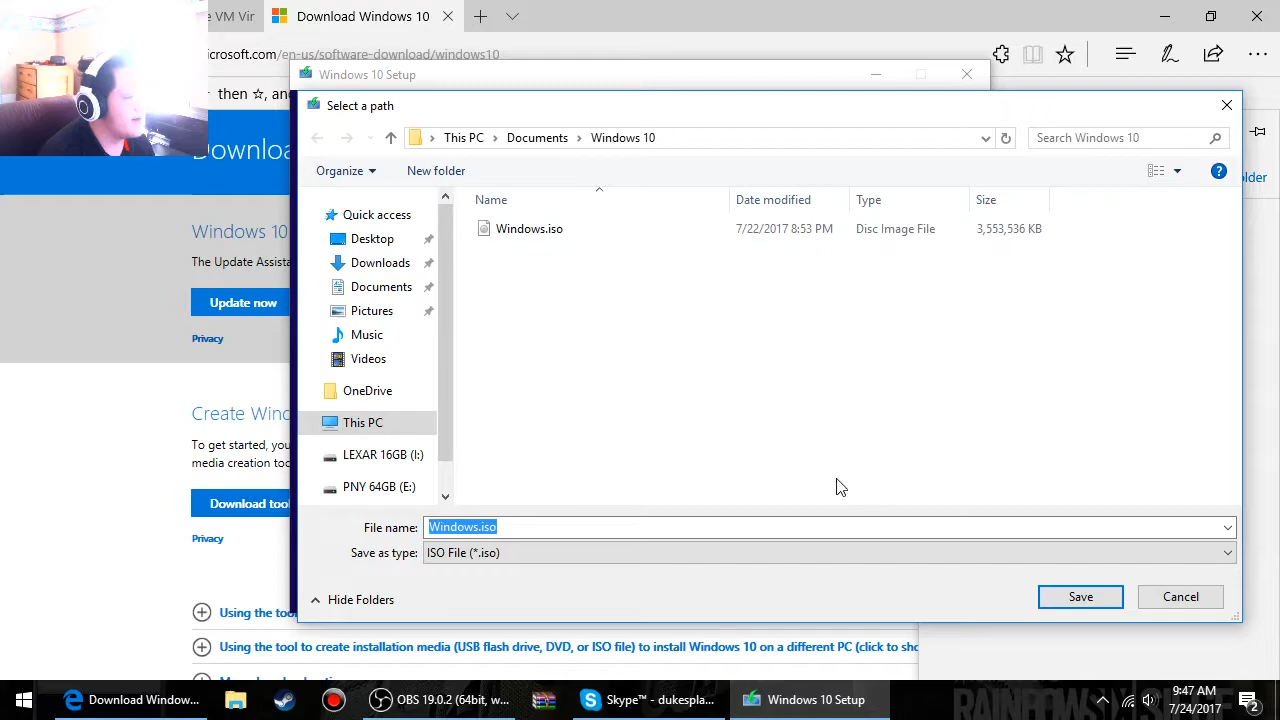 e VM Vir
Download Windows 10
icrosoft.com/en-us/software-download/windows10
then ☆, and
Windows 10 Setup
Select a path
This PC > Documents > Windows 10
Search Windows 10
Organize
New folder
Name
Date modified
Type
Size
Windows.iso
7/22/2017 8:53 PM
Disc Image File
3,553,536 KB
Quick access
Desktop
Downloads
Documents
Pictures
Music
Videos
OneDrive
This PC
LEXAR 16GB (I:)
PNY 64GB (E:)
File name: Windows.iso
Save as type: ISO File (*.iso)
Hide Folders
Save
Cancel
older
Downloa
Windows 10
The Update Assista
Update now
Privacy
Create Wind
To get started, you
media creation too
Download tool
Privacy
Using the too
Using the tool to create installation media (USB flash drive, DVD, or ISO file) to install Windows 10 on a different PC (click to sho
Download Window...
OBS 19.0.2 (64bit, w...
Skype™ - dukespla...
Windows 10 Setup
9:47 AM
7/24/2017
2